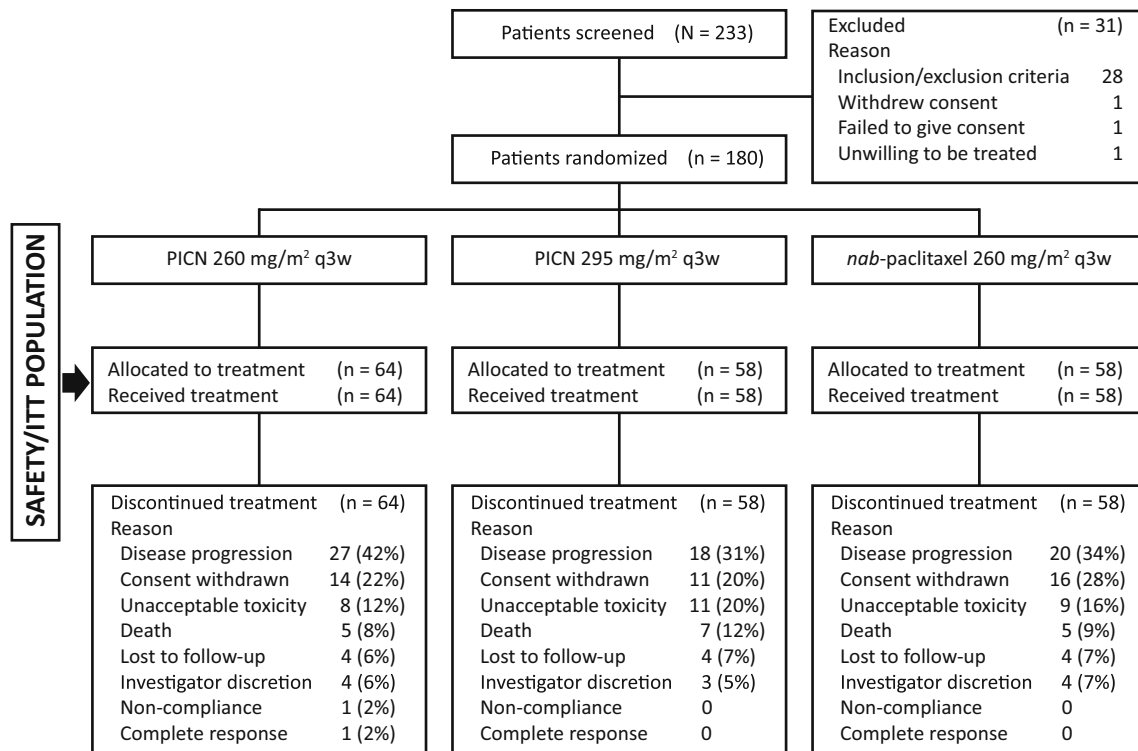 Patients screened (N = 233)
Excluded (n = 31)
Reason
Inclusion/exclusion criteria 28
Withdrew consent 1
Failed to give consent 1
Unwilling to be treated 1
Patients randomized (n = 180)
SAFETY/ITT POPULATION
PICN 260 mg/m² q3w
PICN 295 mg/m² q3w
nab-paclitaxel 260 mg/m² q3w
Allocated to treatment (n = 64)
Received treatment (n = 64)
Allocated to treatment (n = 58)
Received treatment (n = 58)
Allocated to treatment (n = 58)
Received treatment (n = 58)
Discontinued treatment (n = 64)
Reason
Disease progression 27 (42%)
Consent withdrawn 14 (22%)
Unacceptable toxicity 8 (12%)
Death 5 (8%)
Lost to follow-up 4 (6%)
Investigator discretion 4 (6%)
Non-compliance 1 (2%)
Complete response 1 (2%)
Discontinued treatment (n = 58)
Reason
Disease progression 18 (31%)
Consent withdrawn 11 (20%)
Unacceptable toxicity 11 (20%)
Death 7 (12%)
Lost to follow-up 4 (7%)
Investigator discretion 3 (5%)
Non-compliance 0
Complete response 0
Discontinued treatment (n = 58)
Reason
Disease progression 20 (34%)
Consent withdrawn 16 (28%)
Unacceptable toxicity 9 (16%)
Death 5 (9%)
Lost to follow-up 4 (7%)
Investigator discretion 4 (7%)
Non-compliance 0
Complete response 0